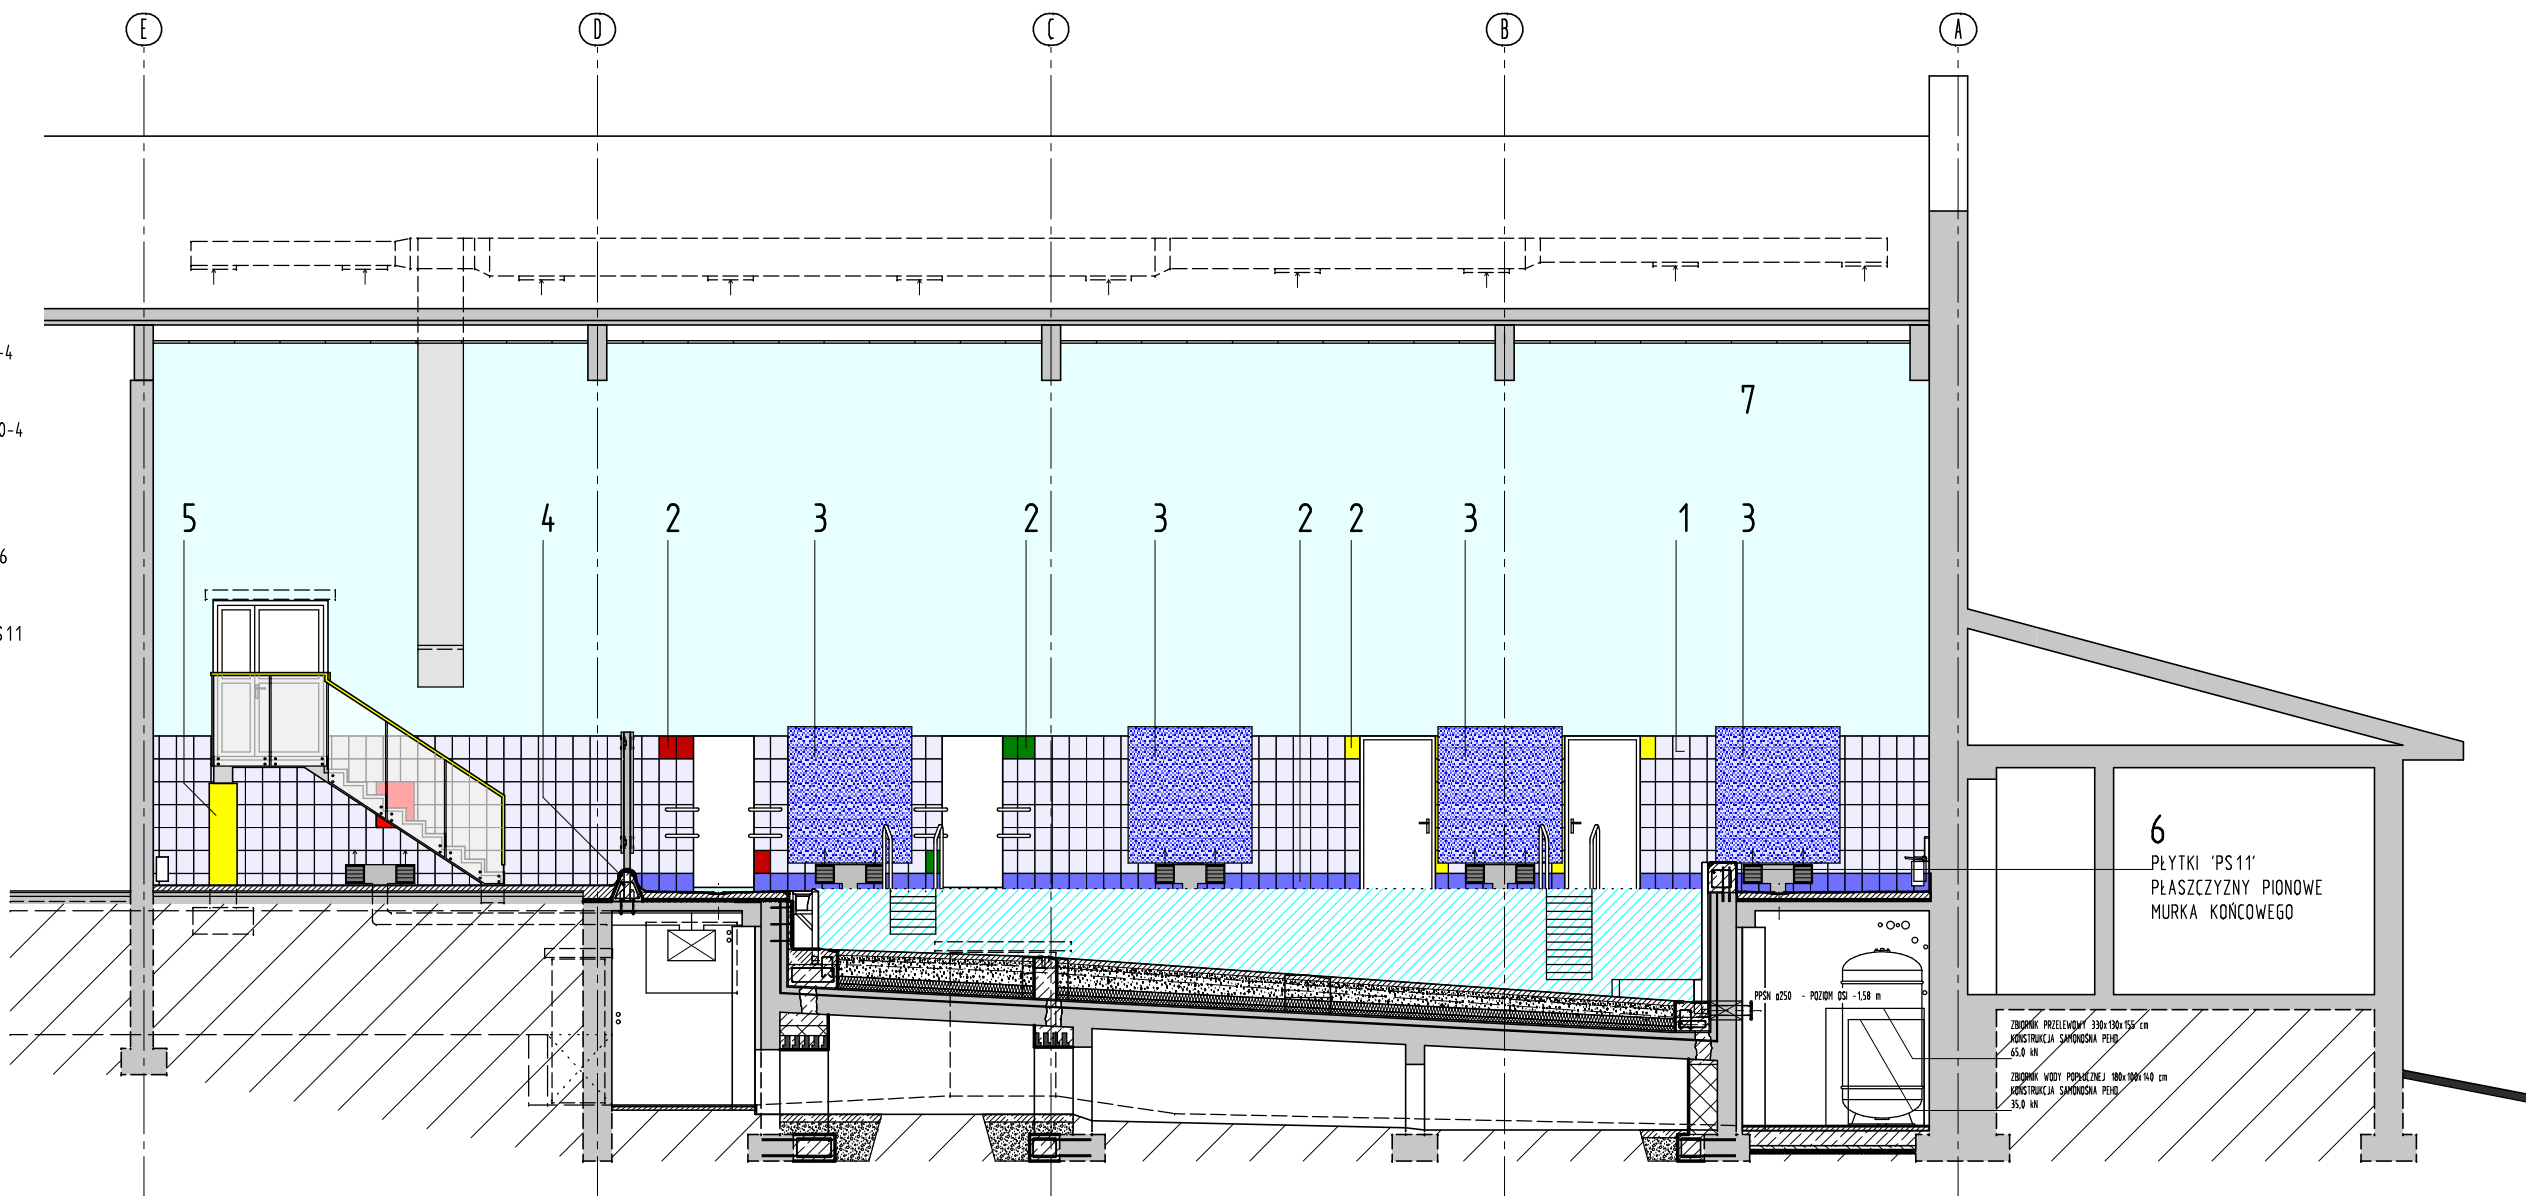 E D C B A
-4
7
0-4
5 4 2 3 2 3 2 2 3 1 3
6
S11
6
PŁYTKI 'PS11'
PŁASZCZYZNY PIONOWE
MURKA KOŃCOWEGO
PPSN ø250 - POZIOM OSI -1,58 m
ZBIORNIK PRZELEWOWY 330x130x155 cm
KONSTRUKCJA SAMONOŚNA PEHD
65,0 kN
ZBIORNIK WODY POPŁUCZNEJ 180x100x140 cm
KONSTRUKCJA SAMONOŚNA PEHD
35,0 kN